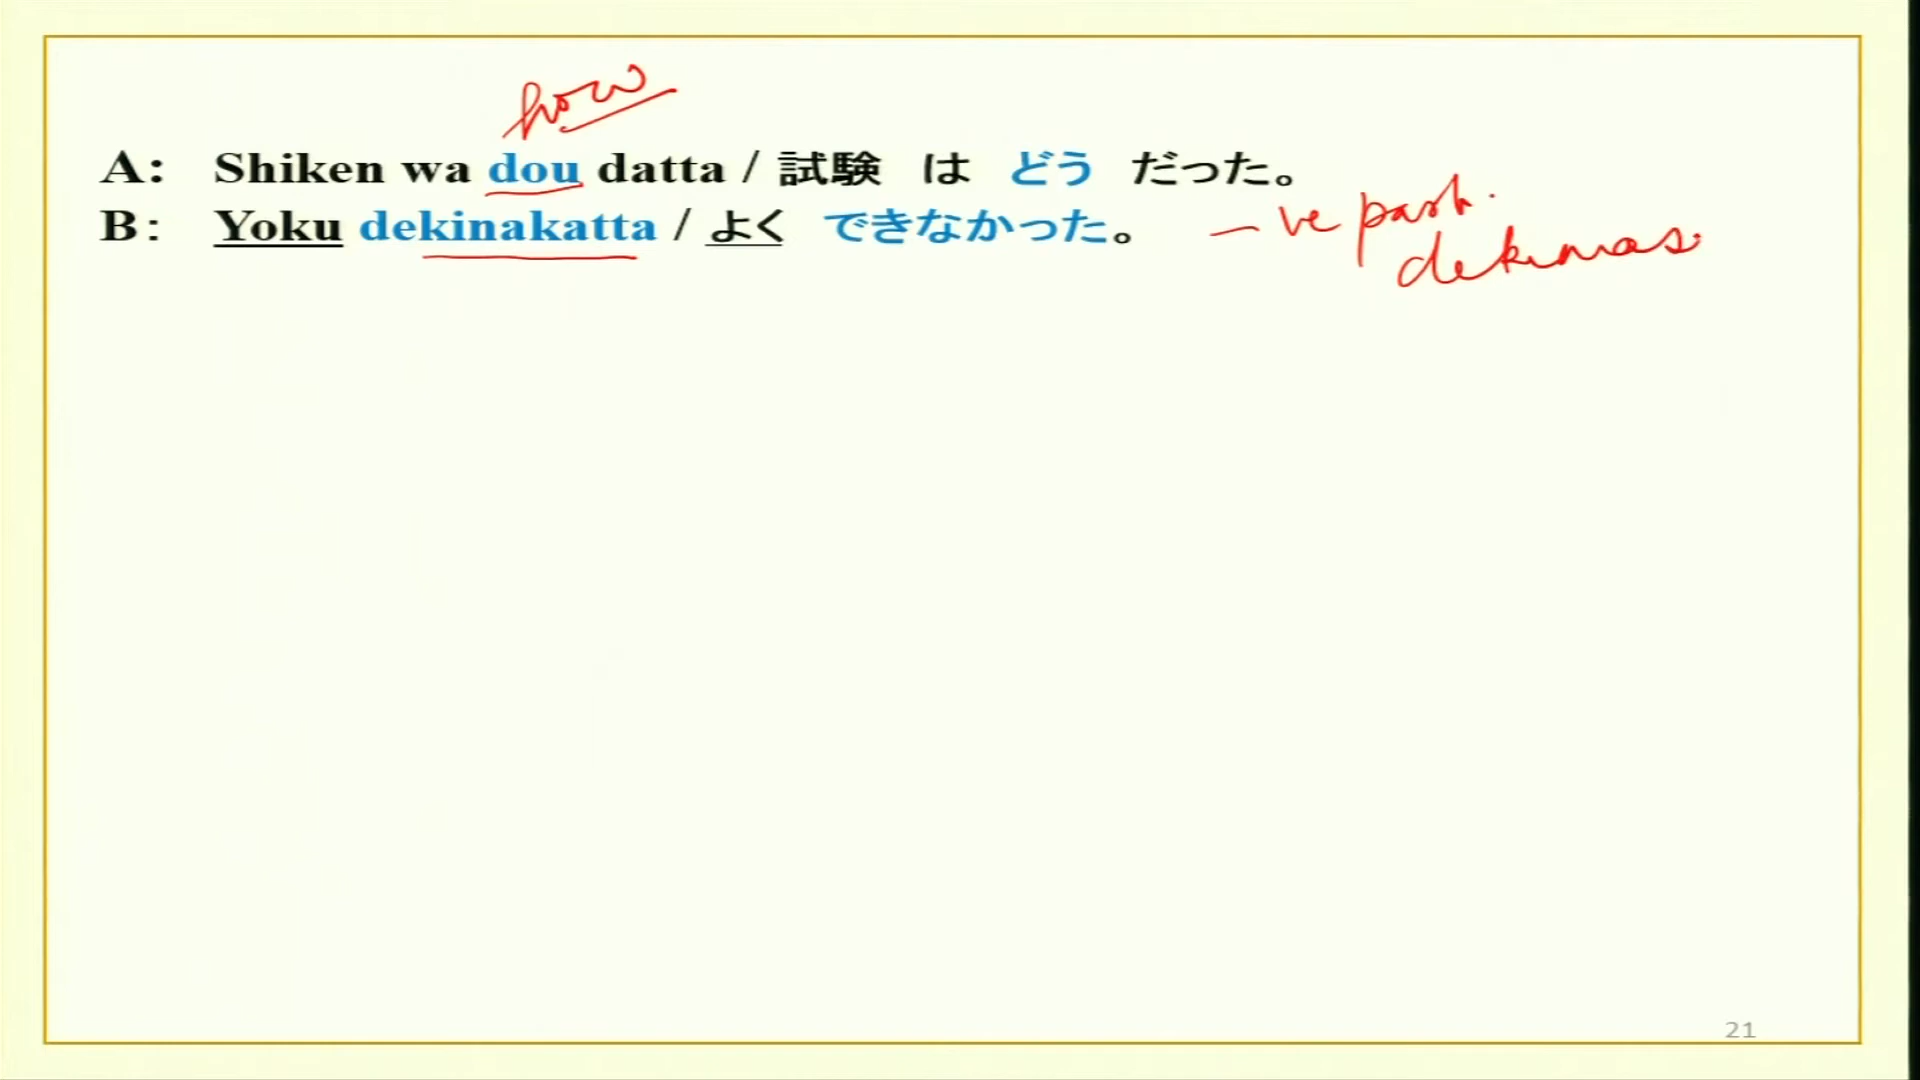 how
A: Shiken wa dou datta / 試験 は どう だった。
B: Yoku dekinakatta / よく できなかった。 -ve past.
dekimas.
21